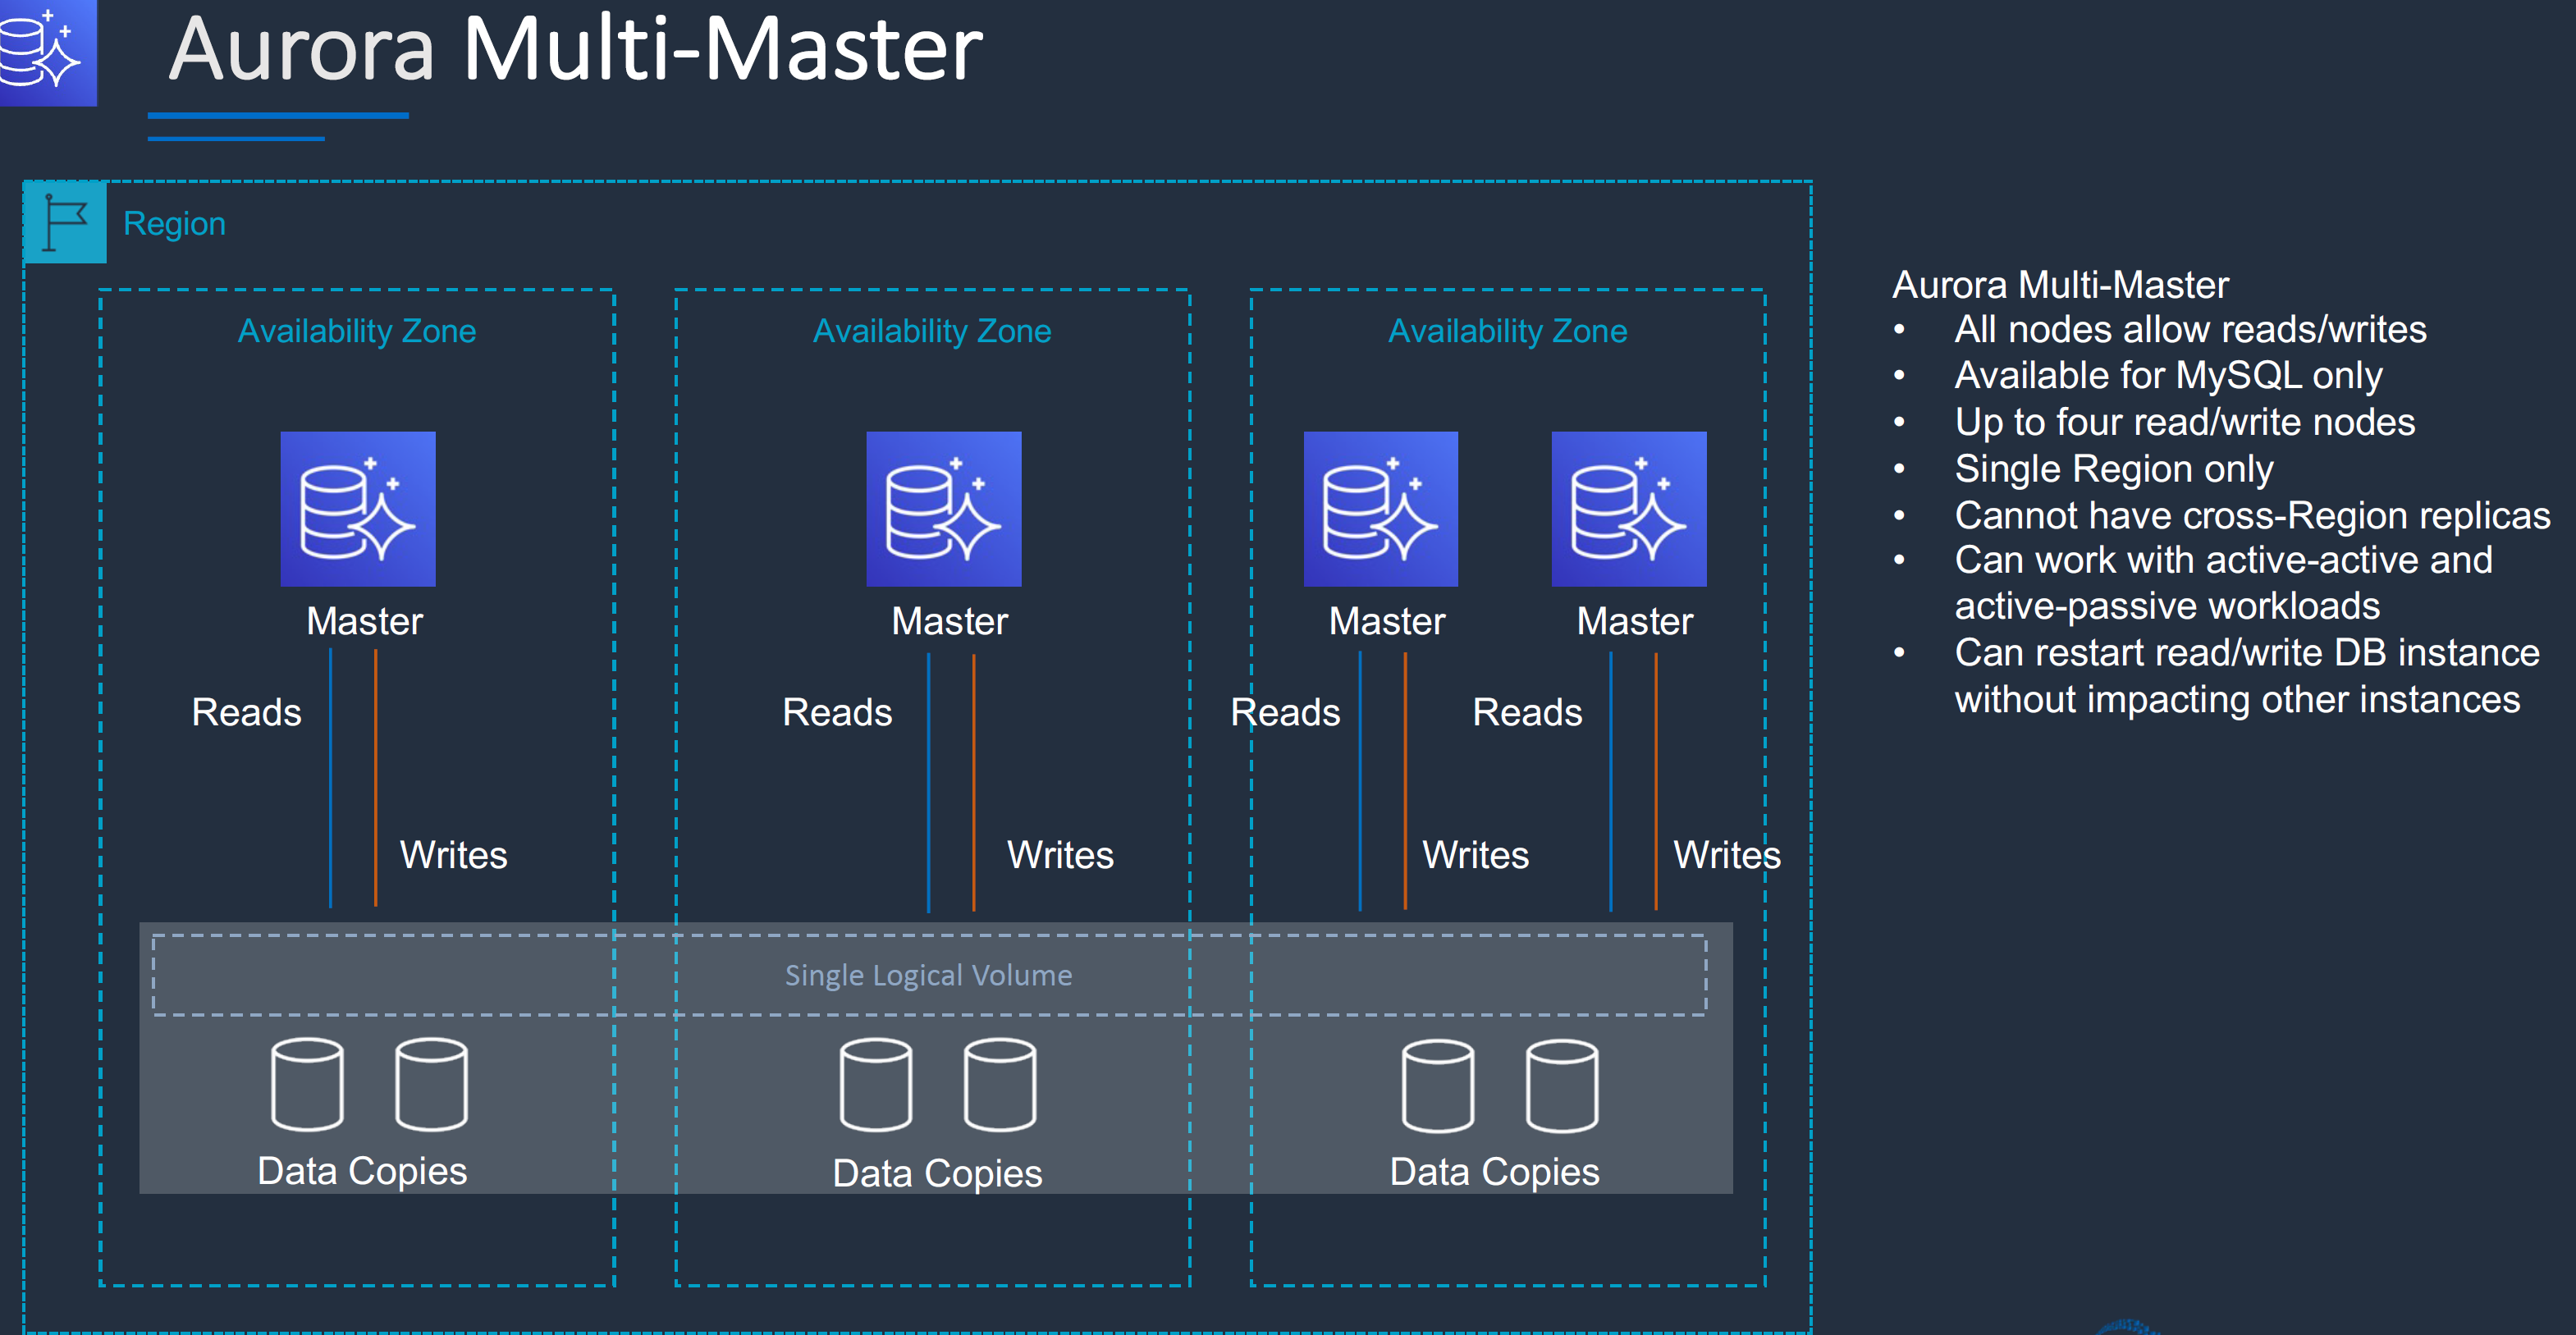 Aurora Multi-Master
Region
Availability Zone
Availability Zone
Availability Zone
Master
Master
Master
Master
Reads
Reads
Reads
Reads
Writes
Writes
Writes
Writes
Single Logical Volume
Data Copies
Data Copies
Data Copies
Aurora Multi-Master
• All nodes allow reads/writes
• Available for MySQL only
• Up to four read/write nodes
• Single Region only
• Cannot have cross-Region replicas
• Can work with active-active and
active-passive workloads
• Can restart read/write DB instance
without impacting other instances